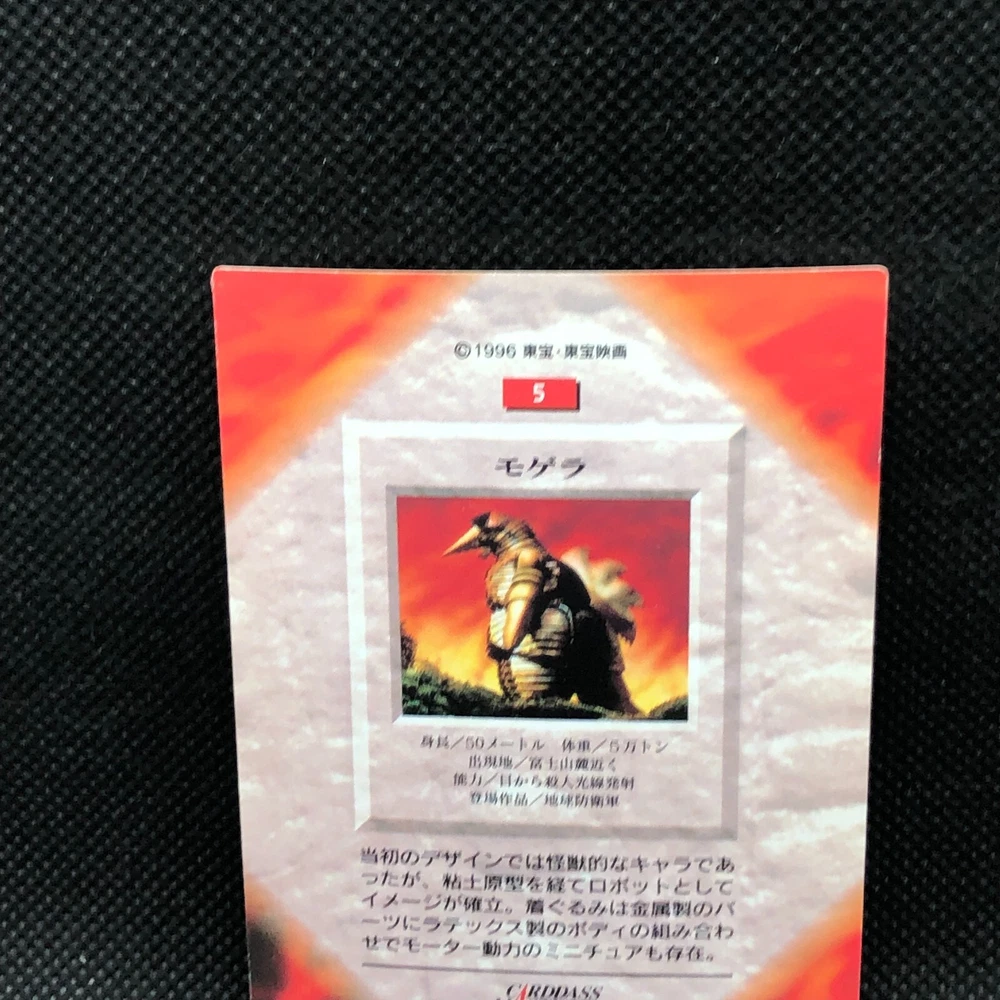 ©1996 東宝・東宝映画
5
モゲラ
身長／50メートル 体重／5万トン
出現地／富士山麓近く
能力／目から殺人光線発射
登場作品／地球防衛軍
当初のデザインでは怪獣的なキャラであ
ったが、粘土原型を経てロボットとして
イメージが確立。着ぐるみは金属製のパ
ーツにラテックス製のボディの組み合わ
せでモーター動力のミニチュアも存在。
CARDDASS